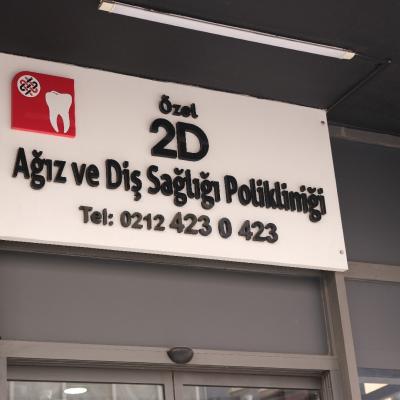 Özel
2D
Ağız ve Diş Sağlığı Polikliniği
Tel: 0212 423 0 423